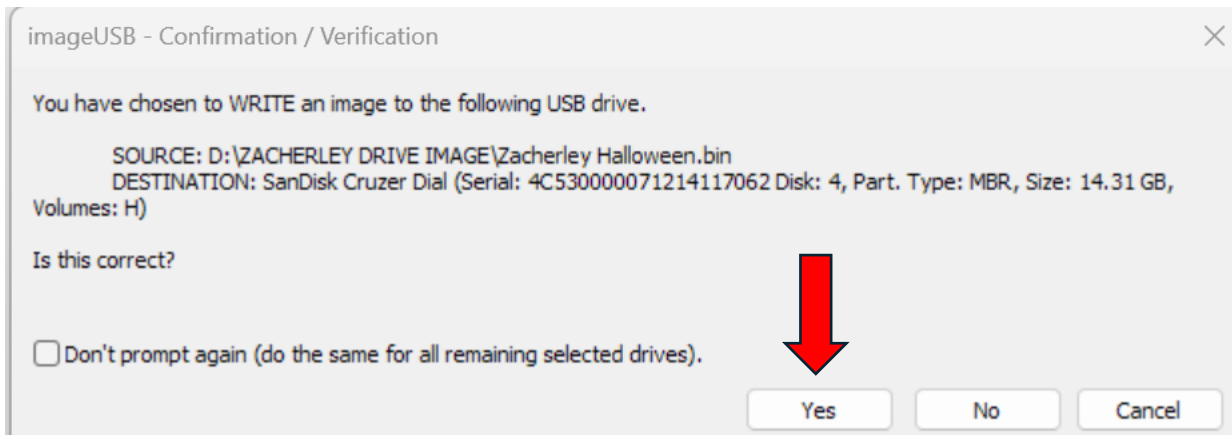 imageUSB - Confirmation / Verification
You have chosen to WRITE an image to the following USB drive.
SOURCE: D:\ZACHERLEY DRIVE IMAGE\Zacherley Halloween.bin
DESTINATION: SanDisk Cruzer Dial (Serial: 4C530000071214117062 Disk: 4, Part. Type: MBR, Size: 14.31 GB,
Volumes: H)
Is this correct?
Don't prompt again (do the same for all remaining selected drives).
Yes No Cancel